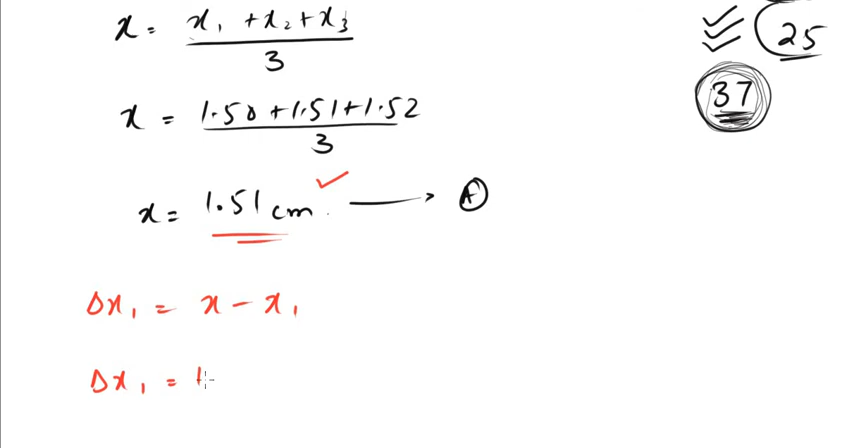 x = x₁ + x₂ + x₃
3
25
37
x = 1.50 + 1.51 + 1.52
3
x = 1.51 cm. → A
Δx₁ = x − x₁
Δx₁ = 1